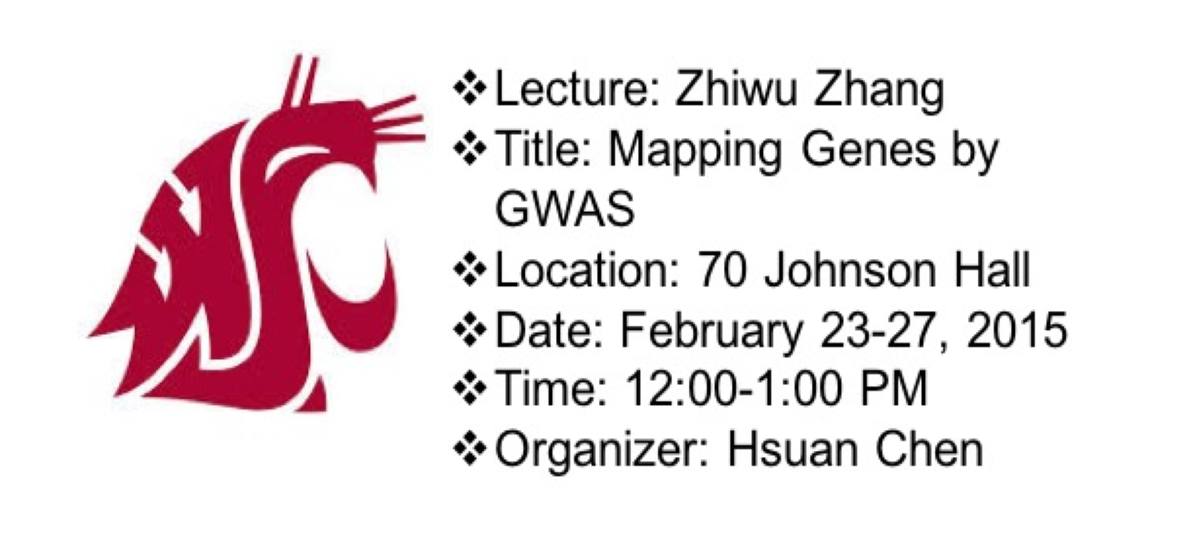 ❖Lecture: Zhiwu Zhang
❖Title: Mapping Genes by
GWAS
❖Location: 70 Johnson Hall
❖Date: February 23-27, 2015
❖Time: 12:00-1:00 PM
❖Organizer: Hsuan Chen